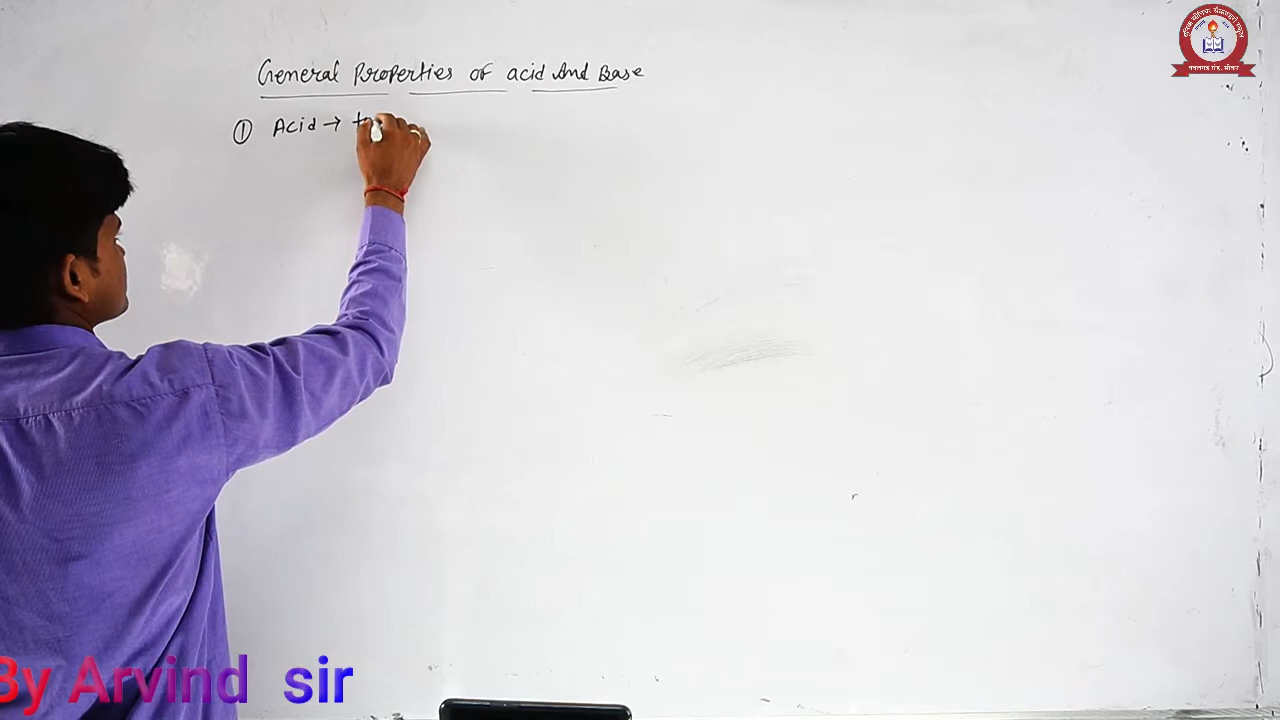 General Properties of acid And Base
① Acid →
By Arvind sir